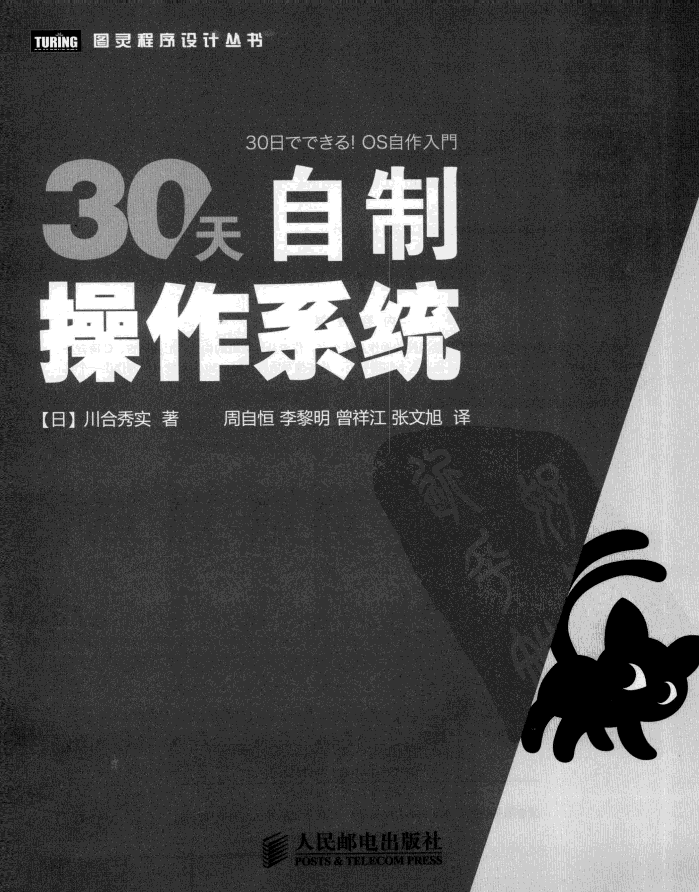 TURING 图灵程序设计丛书
30日でできる! OS自作入門
30天 自制
操作系统
【日】川合秀实 著 周自恒 李黎明 曾祥江 张文旭 译
人民邮电出版社
POSTS & TELECOM PRESS